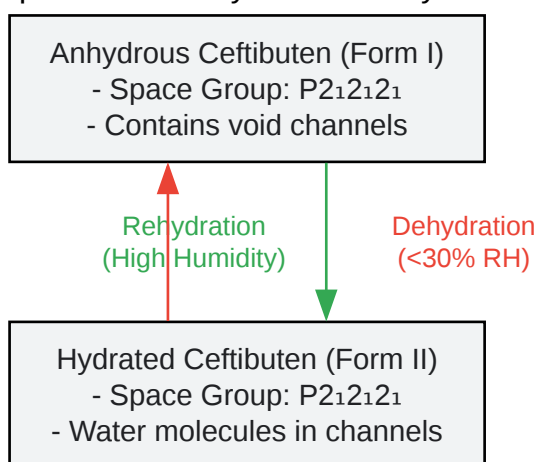 Anhydrous Ceftibuten (Form I)
- Space Group: P2₁2₁2₁
- Contains void channels
Rehydration
(High Humidity)
Dehydration
(<30% RH)
Hydrated Ceftibuten (Form II)
- Space Group: P2₁2₁2₁
- Water molecules in channels